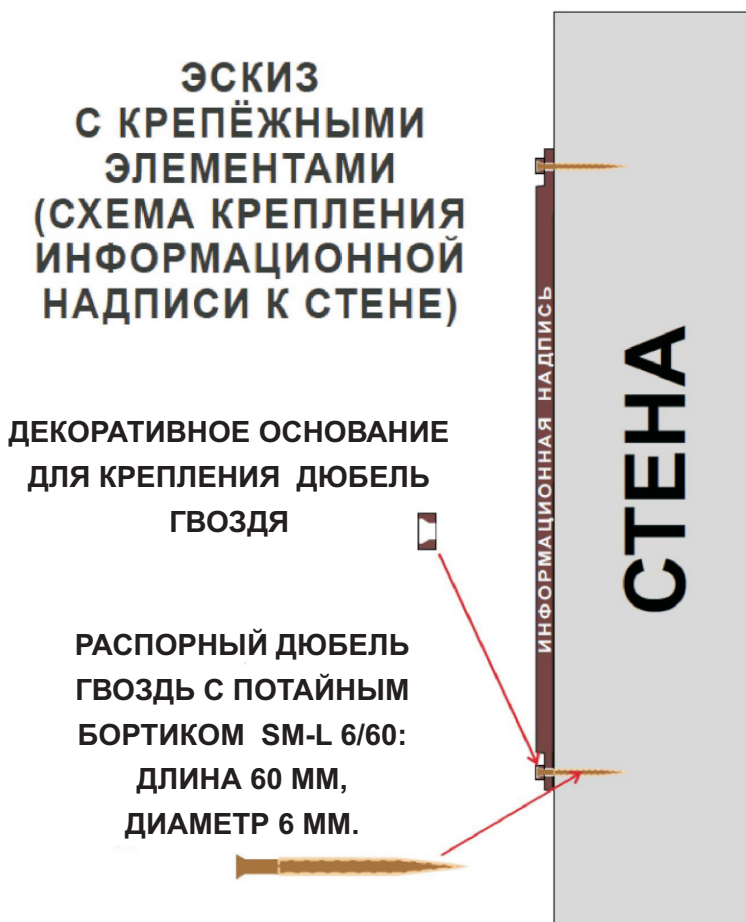 ЭСКИЗ
С КРЕПЁЖНЫМИ
ЭЛЕМЕНТАМИ
(СХЕМА КРЕПЛЕНИЯ
ИНФОРМАЦИОННОЙ
НАДПИСИ К СТЕНЕ)
ДЕКОРАТИВНОЕ ОСНОВАНИЕ
ДЛЯ КРЕПЛЕНИЯ ДЮБЕЛЬ
ГВОЗДЯ
РАСПОРНЫЙ ДЮБЕЛЬ
ГВОЗДЬ С ПОТАЙНЫМ
БОРТИКОМ SM-L 6/60:
ДЛИНА 60 ММ,
ДИАМЕТР 6 ММ.
ИНФОРМАЦИОННАЯ НАДПИСЬ
СТЕНА